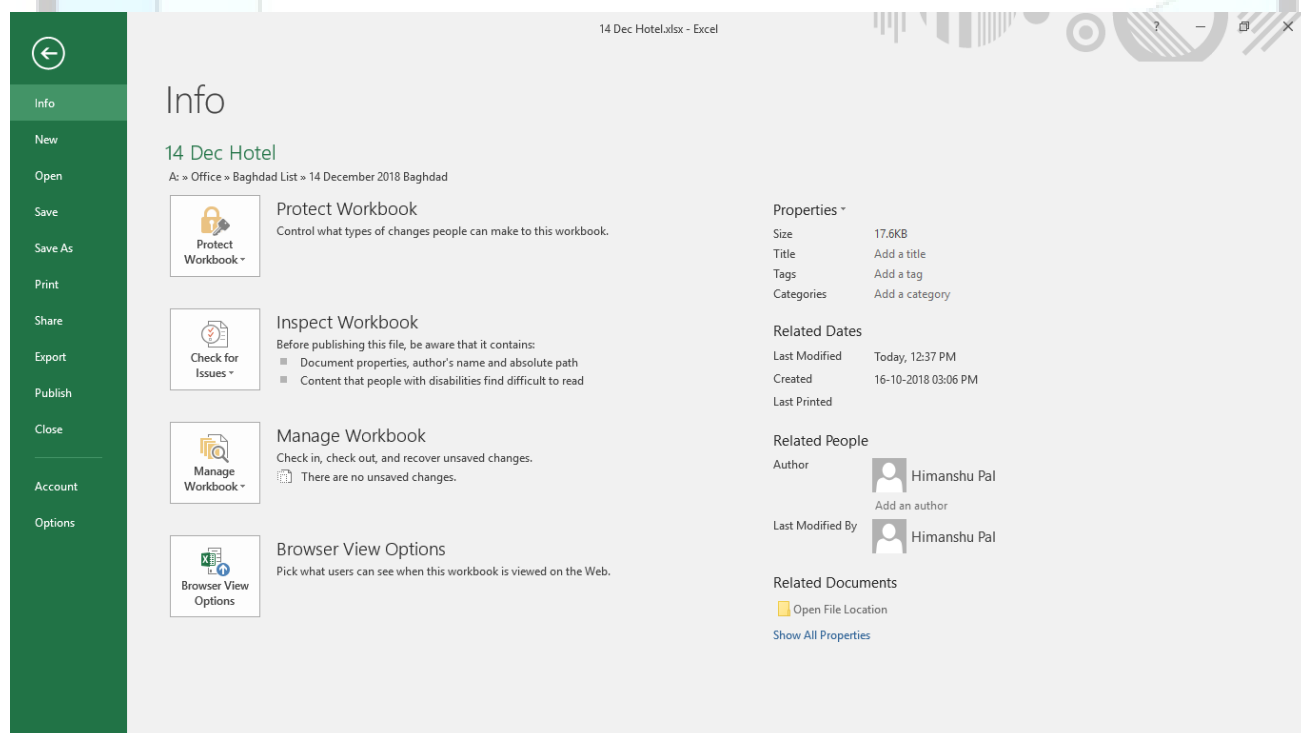 14 Dec Hotel.xlsx - Excel
?
Info
New
Open
Save
Save As
Print
Share
Export
Publish
Close
Account
Options
Info
14 Dec Hotel
A: » Office » Baghdad List » 14 December 2018 Baghdad
Protect
Workbook
Protect Workbook
Control what types of changes people can make to this workbook.
Check for
Issues
Inspect Workbook
Before publishing this file, be aware that it contains:
Document properties, author's name and absolute path
Content that people with disabilities find difficult to read
Manage
Workbook
Manage Workbook
Check in, check out, and recover unsaved changes.
There are no unsaved changes.
Browser View
Options
Browser View Options
Pick what users can see when this workbook is viewed on the Web.
Properties
Size 17.6KB
Title Add a title
Tags Add a tag
Categories Add a category
Related Dates
Last Modified Today, 12:37 PM
Created 16-10-2018 03:06 PM
Last Printed
Related People
Author Himanshu Pal
Add an author
Last Modified By Himanshu Pal
Related Documents
Open File Location
Show All Properties